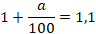 1 + a/100 = 1,1